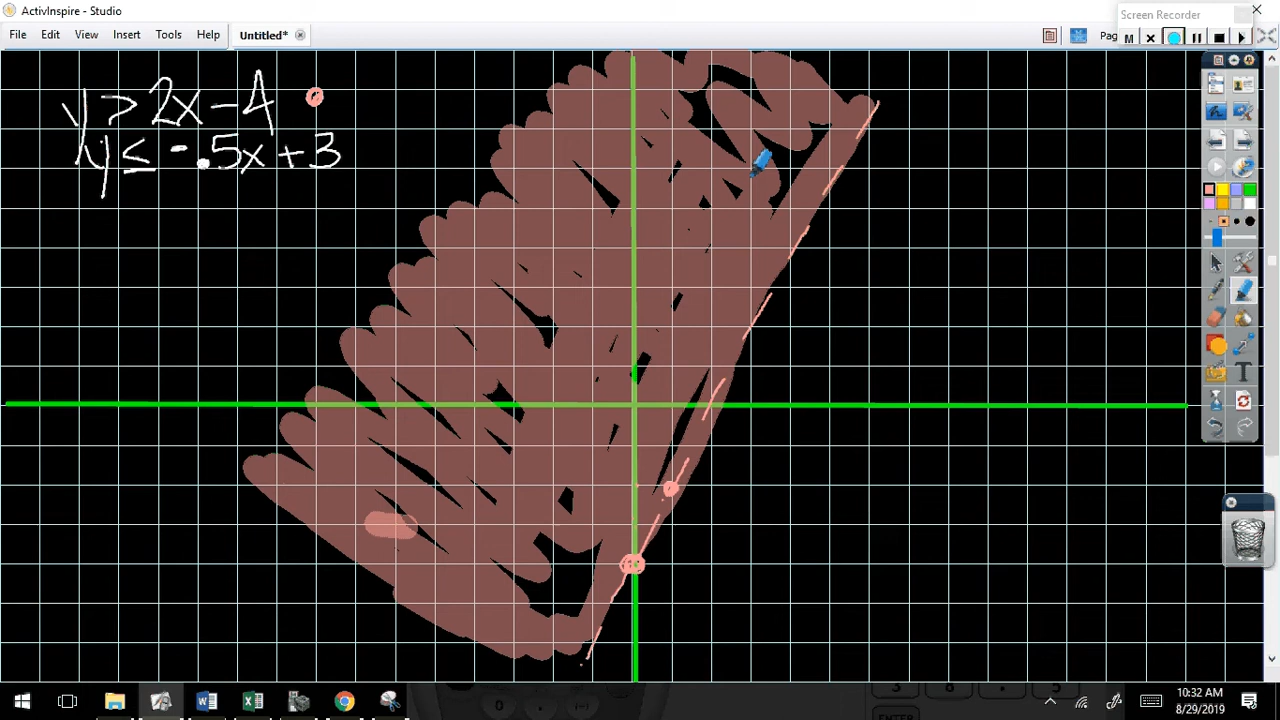 ActivInspire - Studio
Screen Recorder
File Edit View Insert Tools Help Untitled*
Pag
M
y > 2x - 4
y ≤ -.5x + 3
T
10:32 AM
8/29/2019